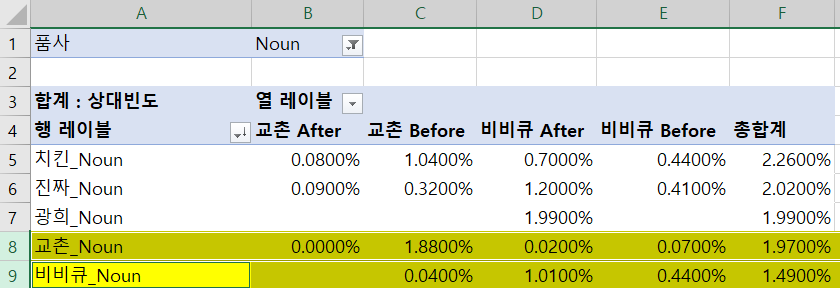 A B C D E F
1 품사 Noun
2
3 합계 : 상대빈도 열 레이블
4 행 레이블 교촌 After 교촌 Before 비비큐 After 비비큐 Before 총합계
5 치킨_Noun 0.0800% 1.0400% 0.7000% 0.4400% 2.2600%
6 진짜_Noun 0.0900% 0.3200% 1.2000% 0.4100% 2.0200%
7 광희_Noun 1.9900% 1.9900%
8 교촌_Noun 0.0000% 1.8800% 0.0200% 0.0700% 1.9700%
9 비비큐_Noun 0.0400% 1.0100% 0.4400% 1.4900%